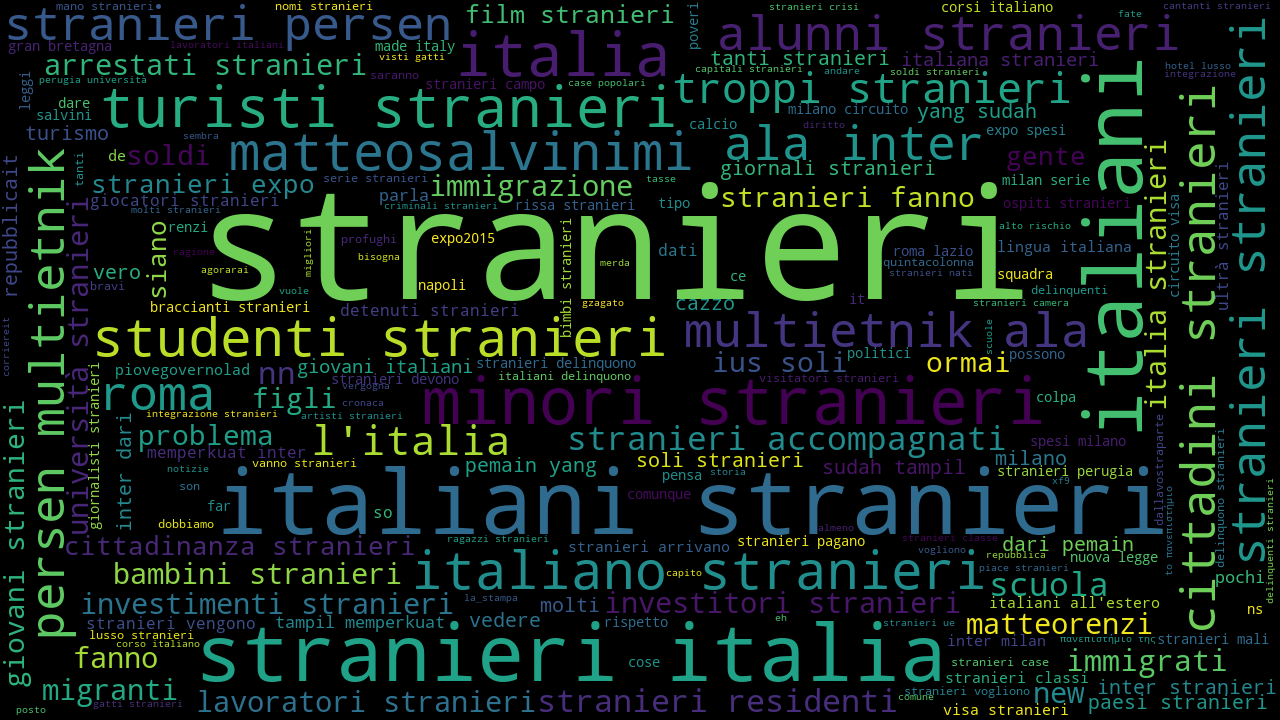 mano stranieri
nomi stranieri
stranieri crisi
corsi italiano
cantanti stranieri
fate
stranieri persen
film stranieri
poveri
alunni stranieri
gran bretagna
lavoratori italiani
made italy
visti gatti
italia
arrestati stranieri
saranno
tanti stranieri
italiana stranieri
andare
hotel lusso
integrazione
perugia università
stranieri campo
case popolari
capitali stranieri
soldi stranieri
leggi
dare
salvini
turisti stranieri
troppi stranieri
milano circuito
yang sudah
turismo
sembra
calcio
diritto
expo spesi
de
soldi
matteosalvinimi
ala inter
gente
tanti
serie stranieri
tasse
giornali stranieri
milan serie
stranieri expo
immigrazione
giocatori stranieri
parla
criminali stranieri
rissa stranieri
tipo
stranieri fanno
ospiti stranieri
molti stranieri
renzi
stranieri
alto rischio
repubblicait
persen multietnik
università stranieri
siano
ragione
profughi
migliori
expo2015
bisogna
agorarai
merda
bimbi stranieri
dati
roma lazio
quintacolonna
lingua italiana
vero
bravi
vuole
napoli
ce
stranieri nati
squadra
delinquenti
braccianti stranieri
detenuti stranieri
gzagato
cazzo
it
stranieri camera
italiani
italia stranieri
circuito visa
cittadini stranieri
ultrà stranieri
stranieri stranieri
corriereit
studenti stranieri
multietnik ala
scuole
piovegovernolad
nn
giovani italiani
stranieri delinquono
ius soli
politici
ormai
possono
stranieri devono
italiani delinquono
visitatori stranieri
vergogna
cronaca
roma
figli
minori stranieri
colpa
integrazione stranieri
artisti stranieri
giovani stranieri
giornalisti stranieri
inter dari
problema
l'italia
stranieri accompagnati
spesi milano
memperkuat inter
vanno stranieri
pemain yang
soli stranieri
sudah tampil
milano
stranieri perugia
notizie
pensa
storia
dallavostraparte
delinquono stranieri
to πανεπιστήμιο
delinquenti stranieri
son
far
italiani stranieri
comunque
xf9
dobbiamo
so
almeno
cittadinanza stranieri
ragazzi stranieri
stranieri arrivano
stranieri pagano
stranieri classe
vogliono
dari pemain
repubblica
nuova legge
bambini stranieri
italiano stranieri
capito
piace stranieri
scuola
pochi
investimenti stranieri
la_stampa
molti
investitori stranieri
italiani all'estero
ns
stranieri vengono
tampil memperkuat
vedere
rispetto
eh
stranieri ue
matteorenzi
lusso stranieri
corso italiano
stranieri italia
inter milan
πανεπιστήμιο της
stranieri mali
fanno
cose
stranieri case
immigrati
migranti
stranieri classi
posto
gatti stranieri
lavoratori stranieri
stranieri residenti
comune
stranieri vogliono
new
inter stranieri
visa stranieri
paesi stranieri